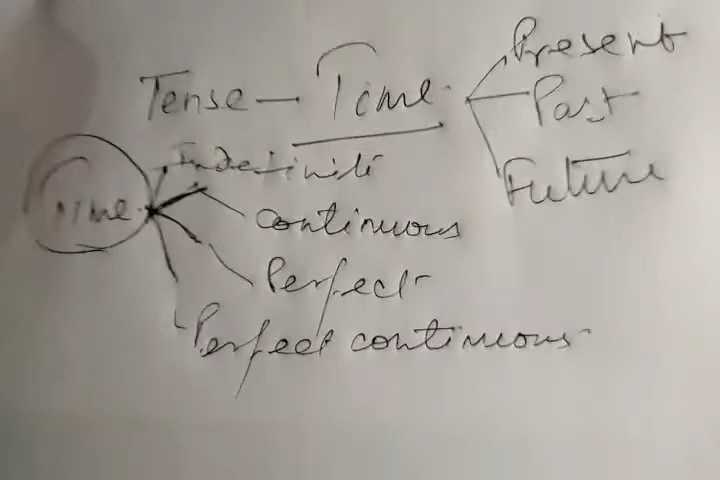 Present
Tense — Time
Past
Future
Time
Indefinite
Continuous
Perfect
Perfect continuous